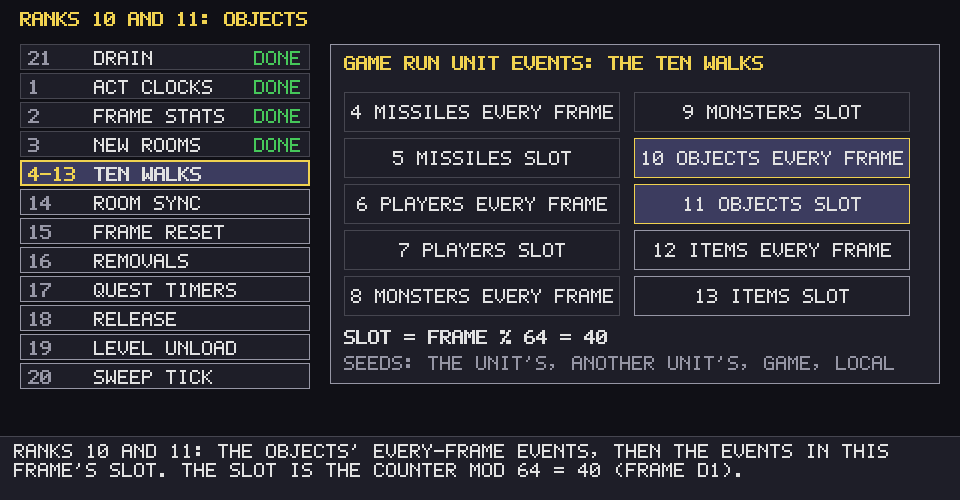 RANKS 10 AND 11: OBJECTS
21 DRAIN DONE
1 ACT CLOCKS DONE
2 FRAME STATS DONE
3 NEW ROOMS DONE
4-13 TEN WALKS
14 ROOM SYNC
15 FRAME RESET
16 REMOVALS
17 QUEST TIMERS
18 RELEASE
19 LEVEL UNLOAD
20 SWEEP TICK
GAME RUN UNIT EVENTS: THE TEN WALKS
4 MISSILES EVERY FRAME
5 MISSILES SLOT
6 PLAYERS EVERY FRAME
7 PLAYERS SLOT
8 MONSTERS EVERY FRAME
9 MONSTERS SLOT
10 OBJECTS EVERY FRAME
11 OBJECTS SLOT
12 ITEMS EVERY FRAME
13 ITEMS SLOT
SLOT = FRAME % 64 = 40
SEEDS: THE UNIT'S, ANOTHER UNIT'S, GAME, LOCAL
RANKS 10 AND 11: THE OBJECTS' EVERY-FRAME EVENTS, THEN THE EVENTS IN THIS
FRAME'S SLOT. THE SLOT IS THE COUNTER MOD 64 = 40 (FRAME D1).